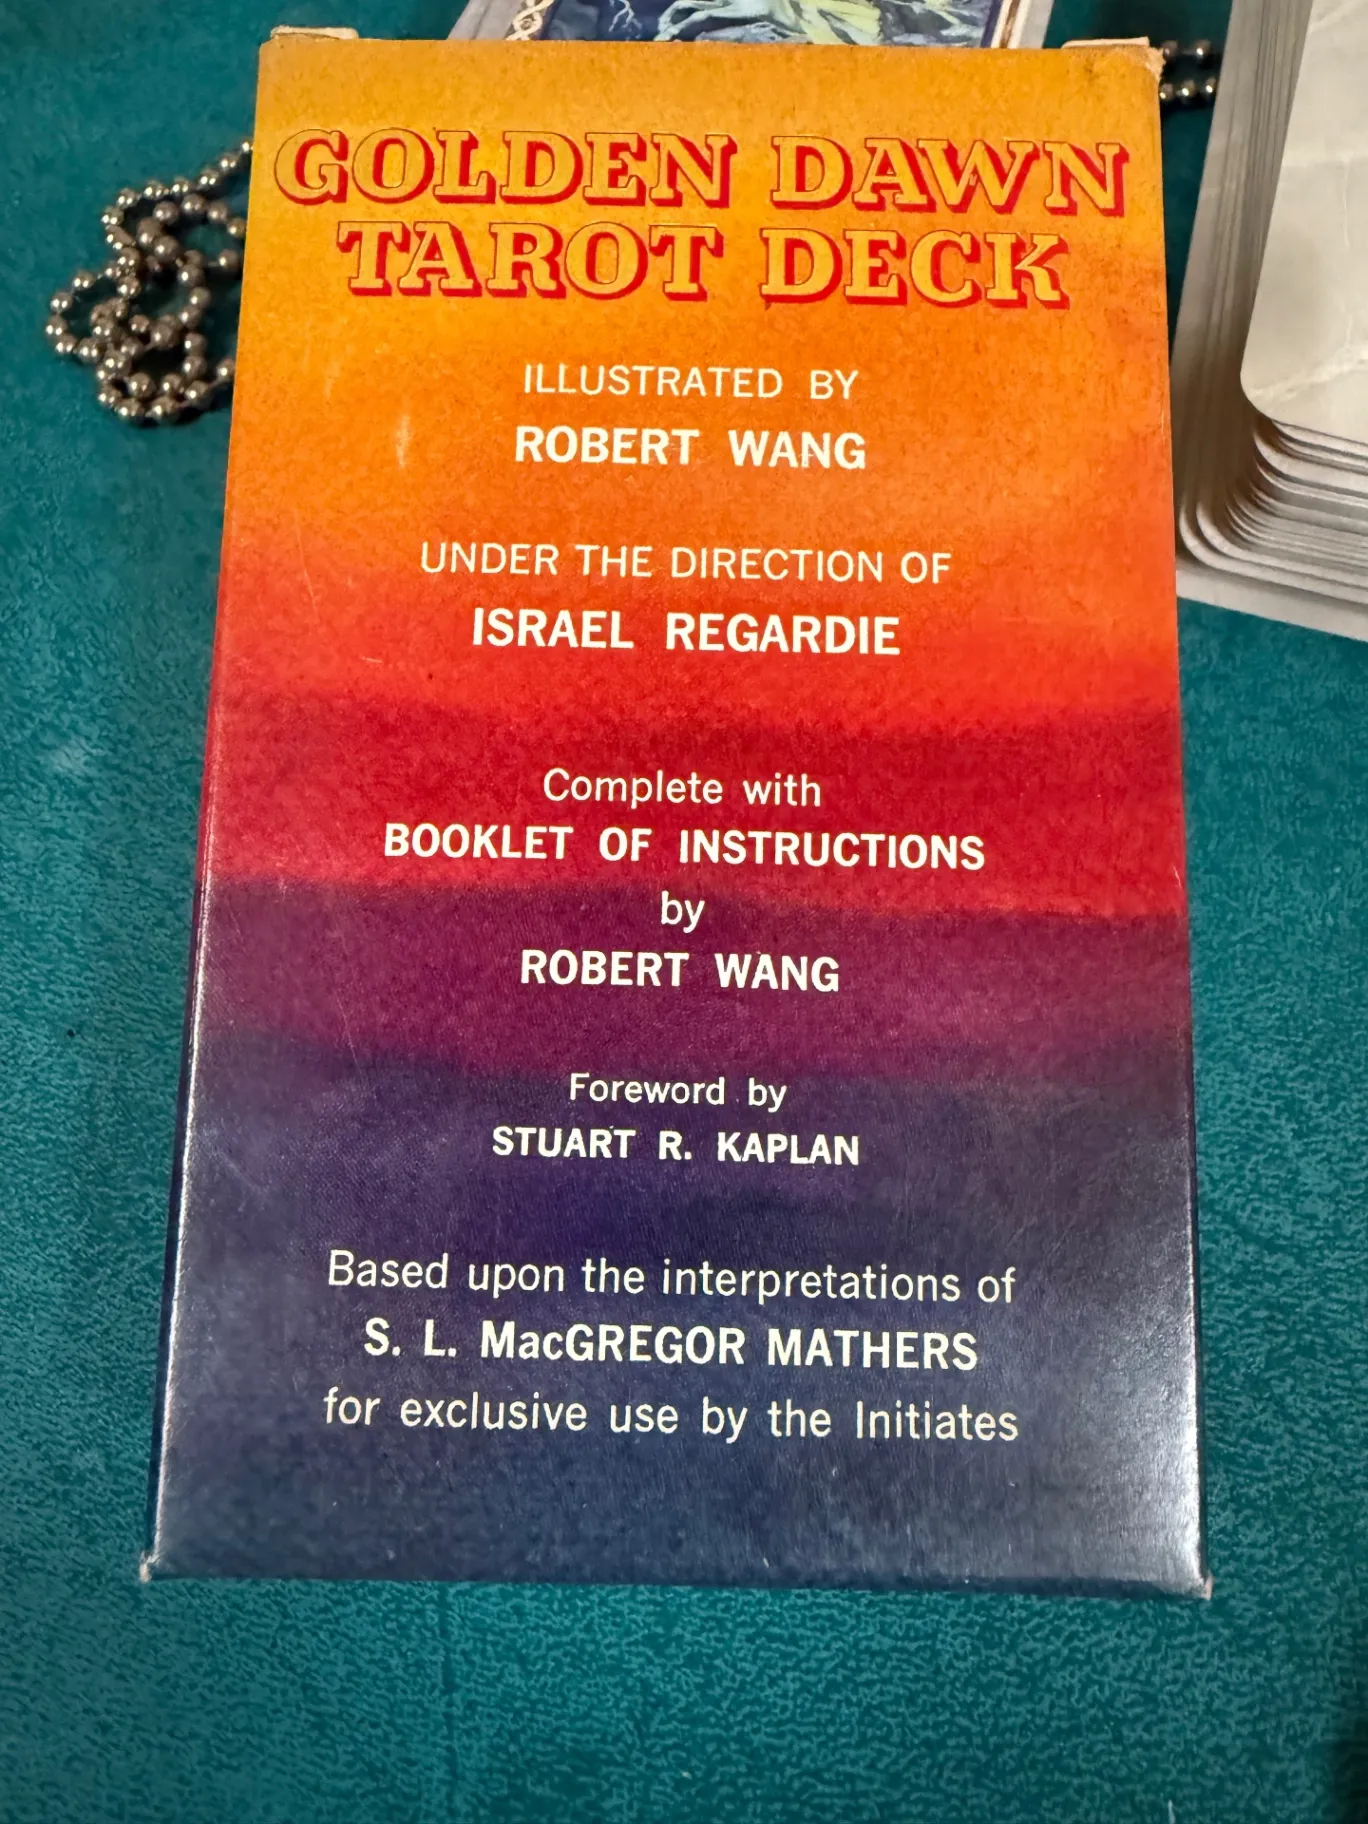 GOLDEN DAWN
TAROT DECK
ILLUSTRATED BY
ROBERT WANG
UNDER THE DIRECTION OF
ISRAEL REGARDIE
Complete with
BOOKLET OF INSTRUCTIONS
by
ROBERT WANG
Foreword by
STUART R. KAPLAN
Based upon the interpretations of
S. L. MacGREGOR MATHERS
for exclusive use by the Initiates